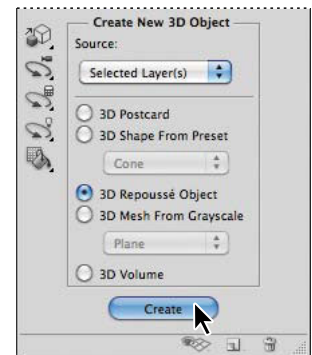 Create New 3D Object
Source:
Selected Layer(s)
3D Postcard
3D Shape From Preset
Cone
3D Repoussé Object
3D Mesh From Grayscale
Plane
3D Volume
Create